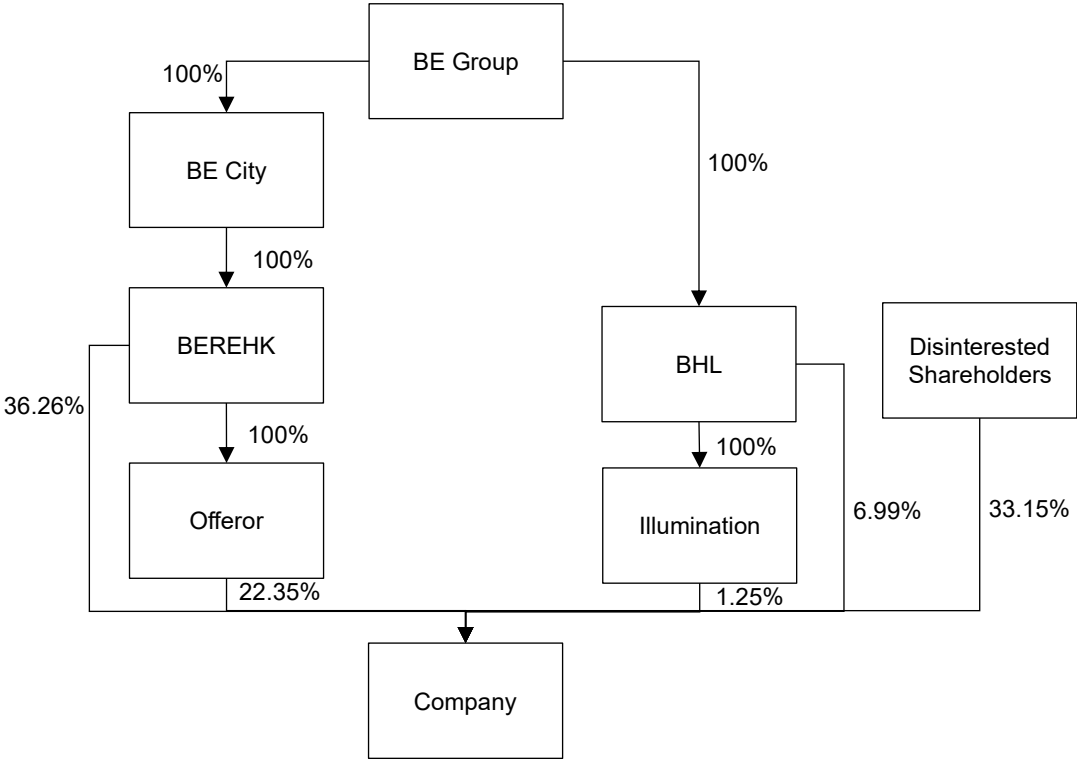 BE Group
100%
BE City
100%
100%
BEREHK
BHL
Disinterested
Shareholders
36.26%
100%
100%
Offeror
Illumination
6.99%
33.15%
22.35%
1.25%
Company